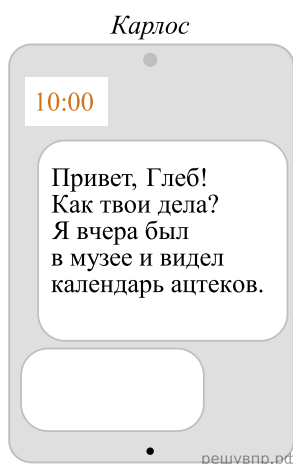 Карлос
10:00
Привет, Глеб!
Как твои дела?
Я вчера был
в музее и видел
календарь ацтеков.
решувпр.рф